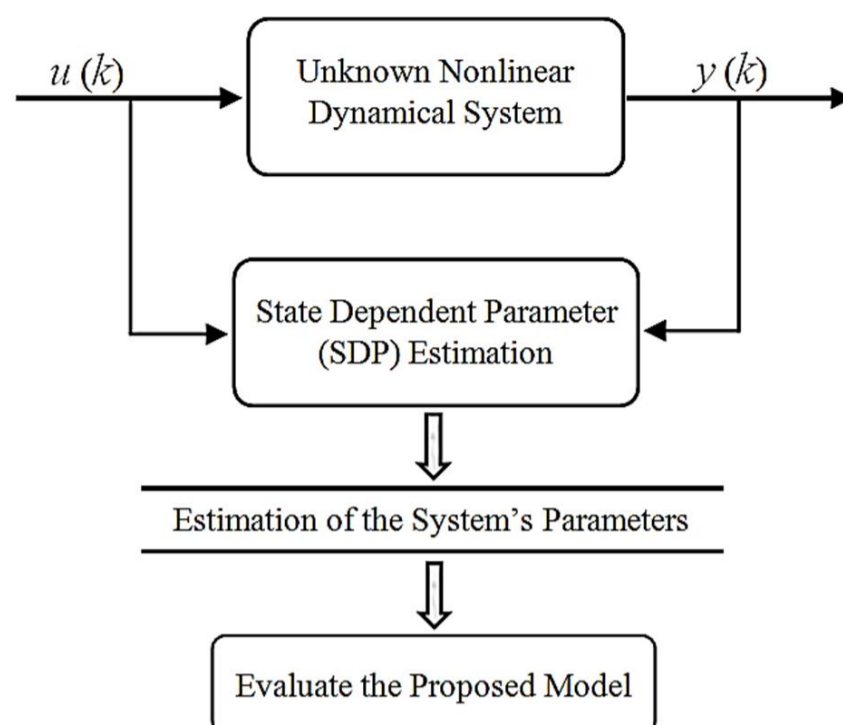 u (k)
Unknown Nonlinear
Dynamical System
y (k)
State Dependent Parameter
(SDP) Estimation
Estimation of the System's Parameters
Evaluate the Proposed Model